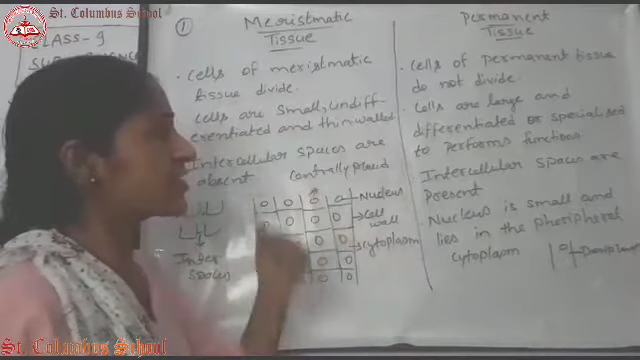 St. Columbus School
CLASS-9
①
Meristmatic
Tissue
• Cells of meristmatic
tissue divide.
Cells are small, undiff-
erentiated and thin walled
Intercellular spaces are
absent
Centrally placed
Nucleus
Cell
wall
Cytoplasm
Inter
spaces
Permanent
Tissue
• Cells of permanent tissue
do not divide.
• Cells are large and
differentiated or specialised
to performs functions.
Intercellular spaces are
present
Nucleus is small and
lies in the pheripheral
cytoplasm
St. Columbus School